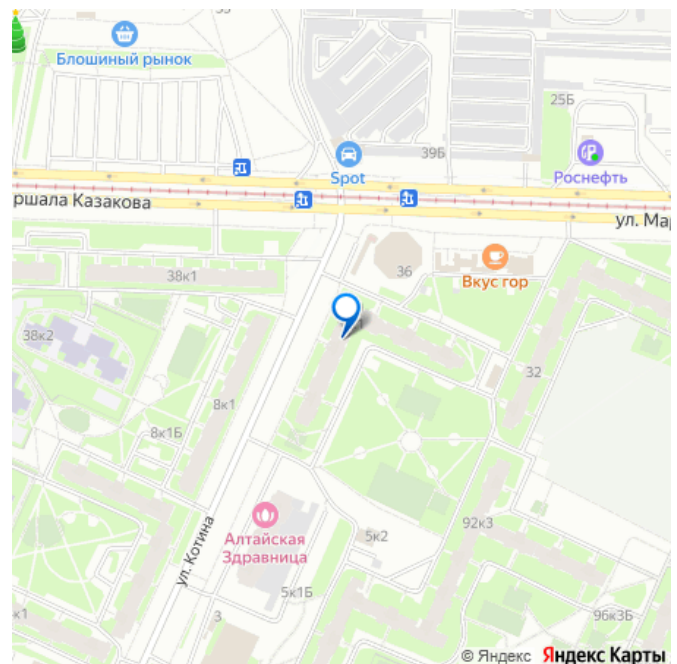 Блошиный рынок
25Б
39Б
Spot
Роснефть
ршала Казакова
ул. Мар
36
Вкус гор
38к1
38к2
32
8к1
8к1Б
Алтайская
Здравница
5к2
92к3
ул. Котина
5к1Б
3
к1
96к3Б
© Яндекс Яндекс Карты